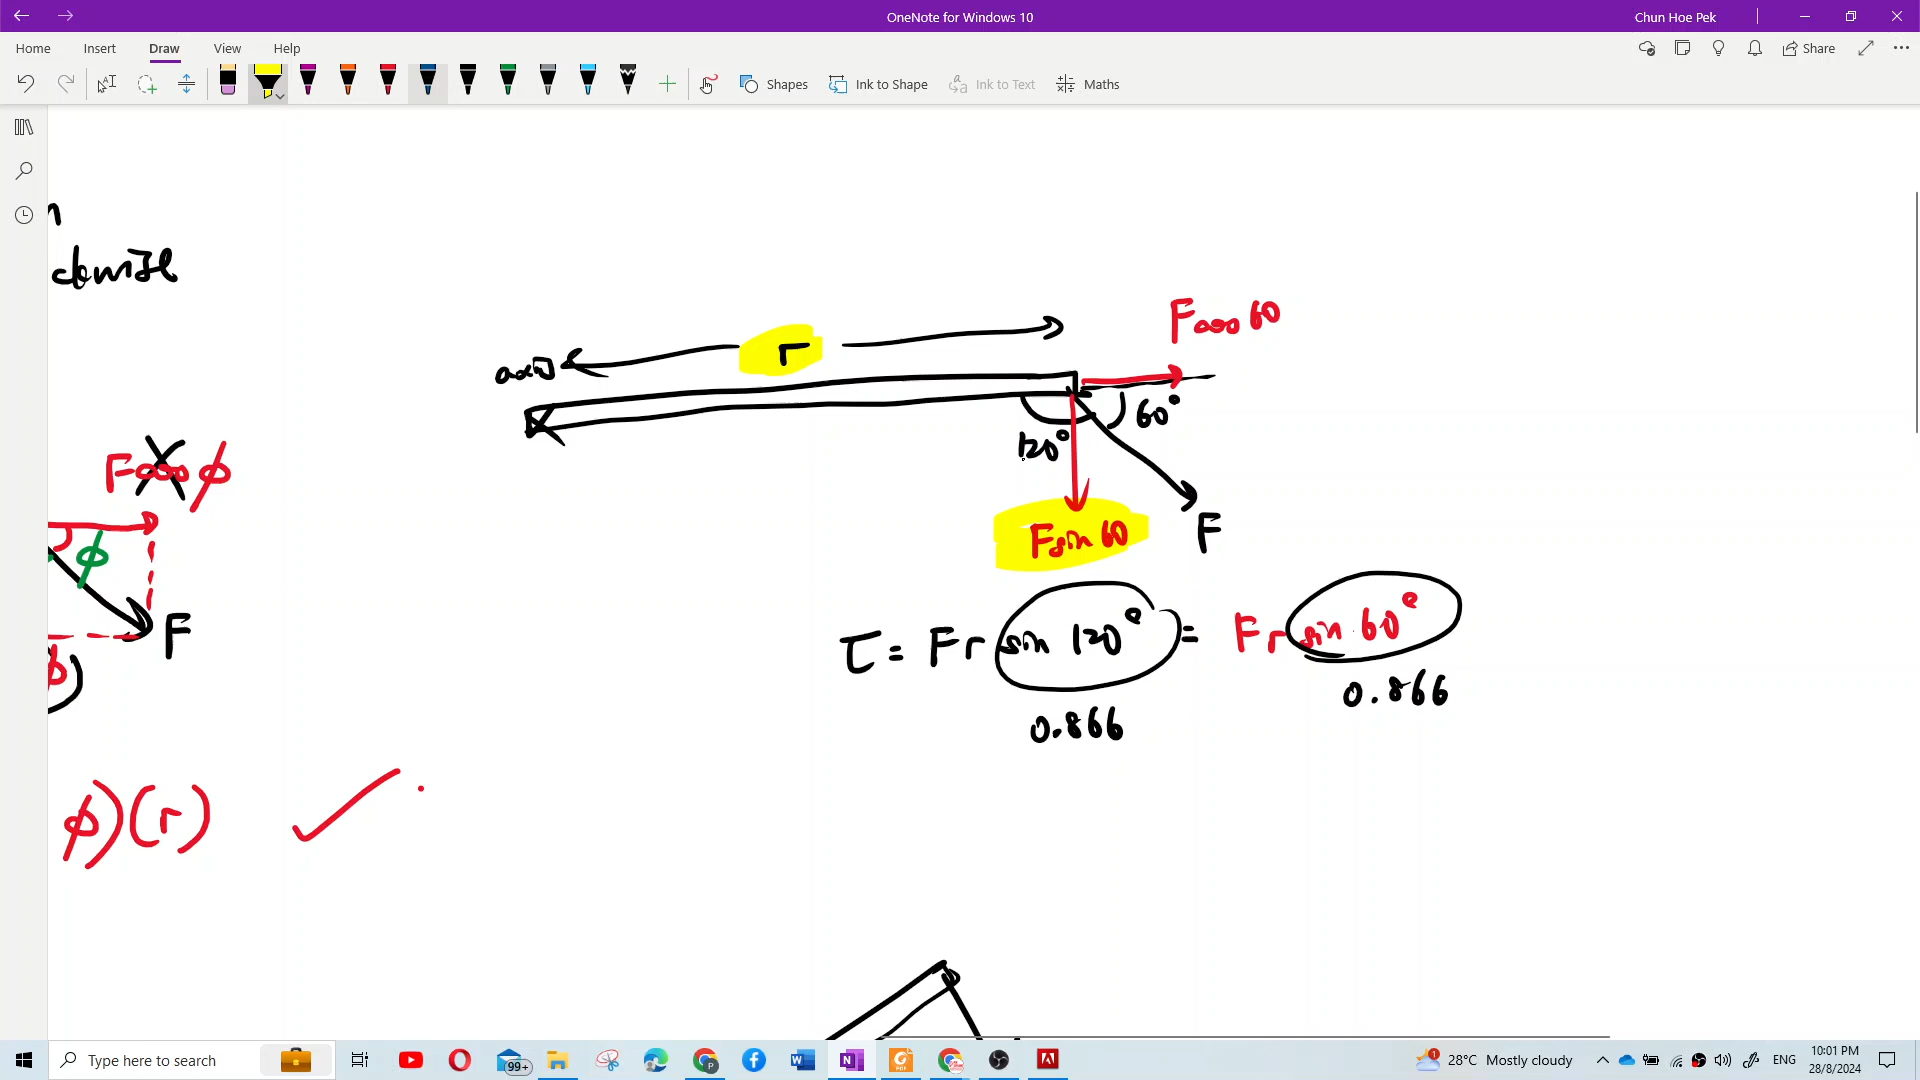 OneNote for Windows 10
Chun Hoe Pek
Home Insert Draw View Help
Share
Shapes Ink to Shape Ink to Text Maths
n
F cos 60
axis r
60°
120°
F cos φ
φ
F sin 60
F
F
τ = Fr sin 120° = Fr sin 60°
0.866
0.866
φ)(r)
Type here to search
99+
28°C Mostly cloudy
ENG
10:01 PM
28/8/2024